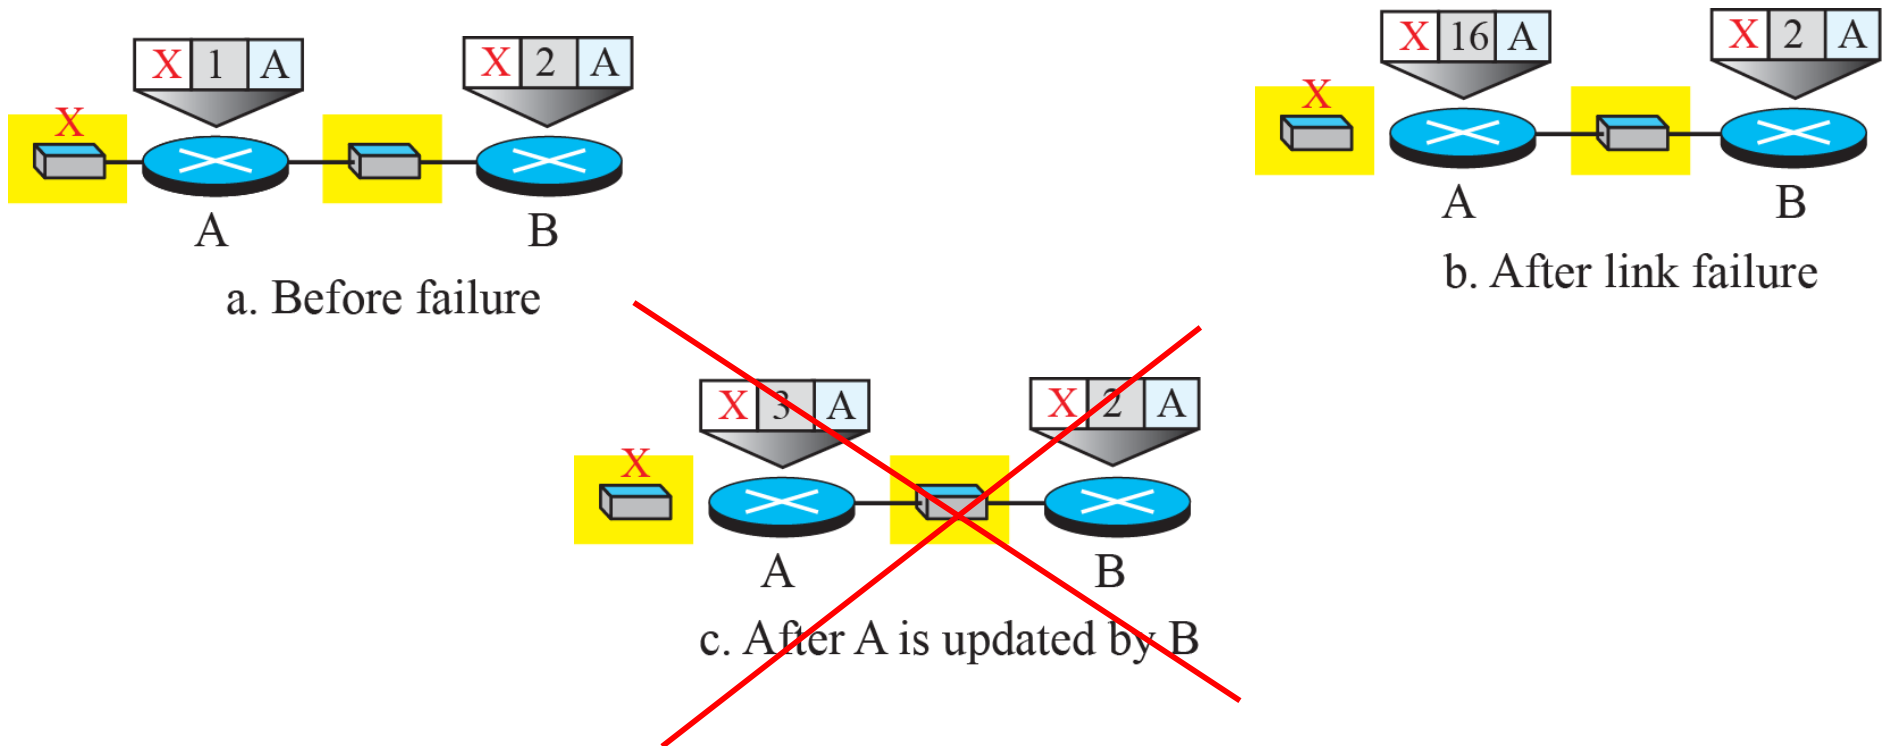 X 1 A
X 2 A
X
A
B
a. Before failure
X 16 A
X 2 A
X
A
B
b. After link failure
X 3 A
X 2 A
X
A
B
c. After A is updated by B